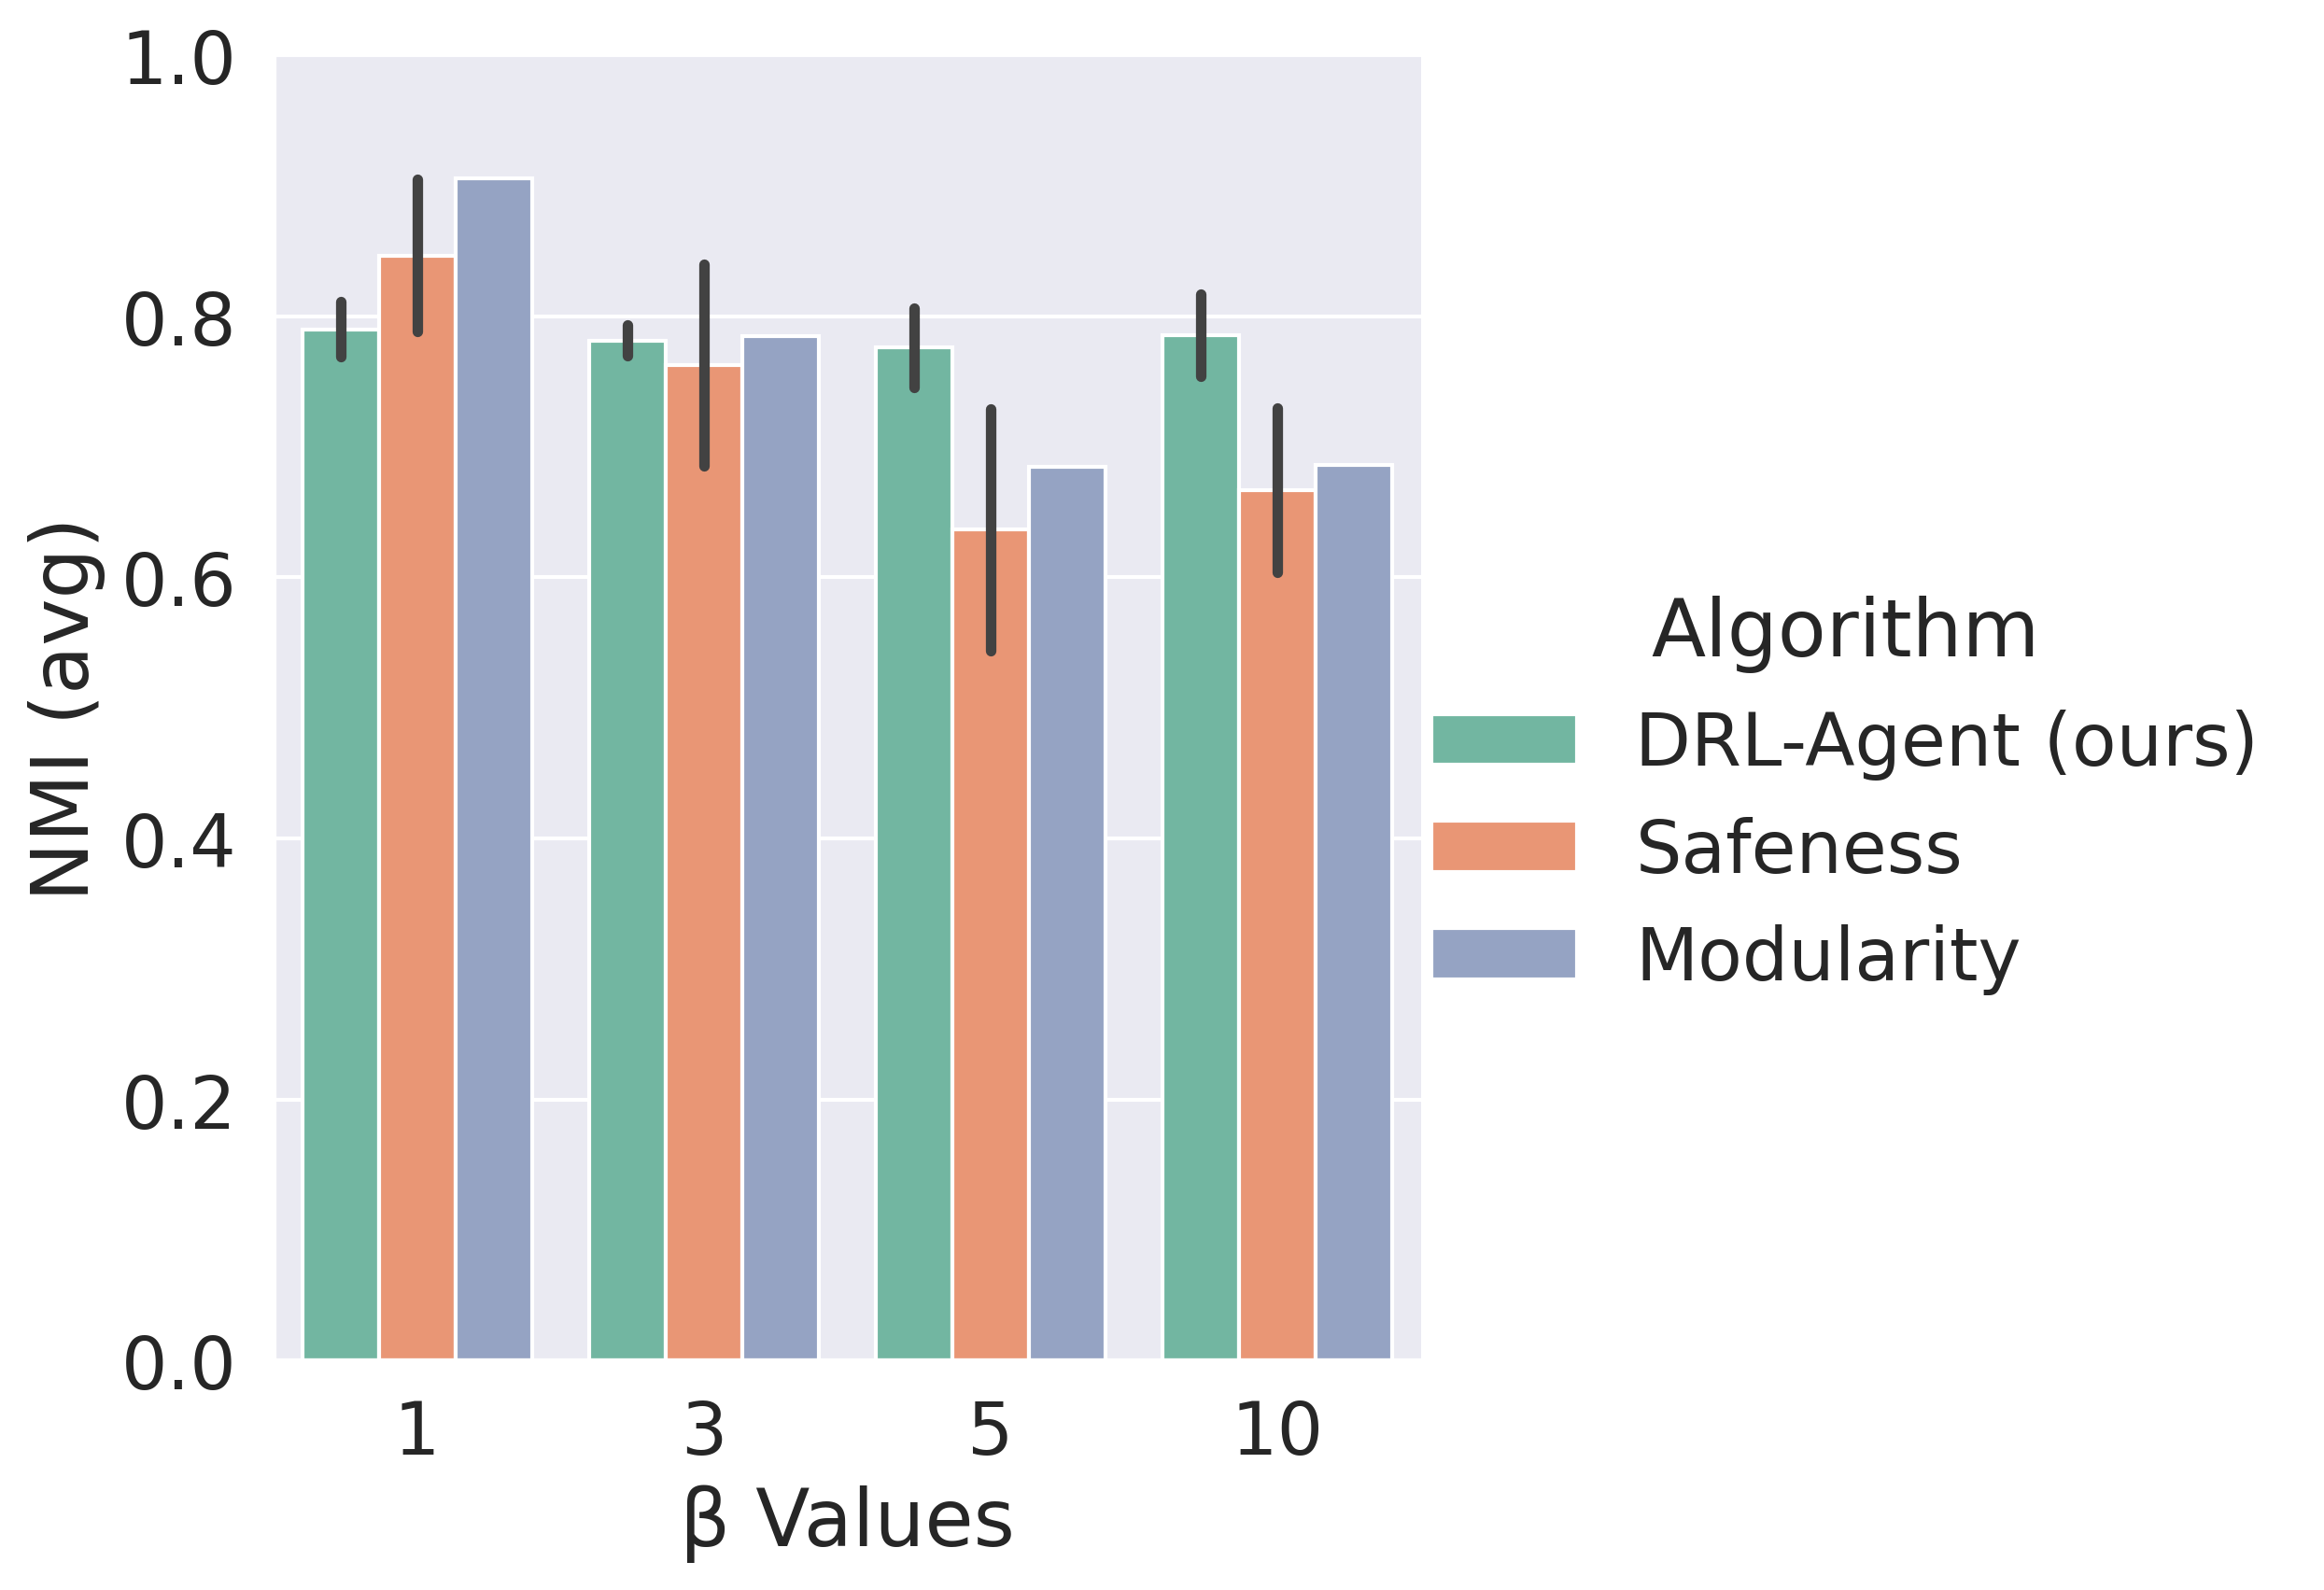 1.0
0.8
0.6
0.4
0.2
0.0
NMI (avg)
1 3 5 10
β Values
Algorithm
DRL-Agent (ours)
Safeness
Modularity